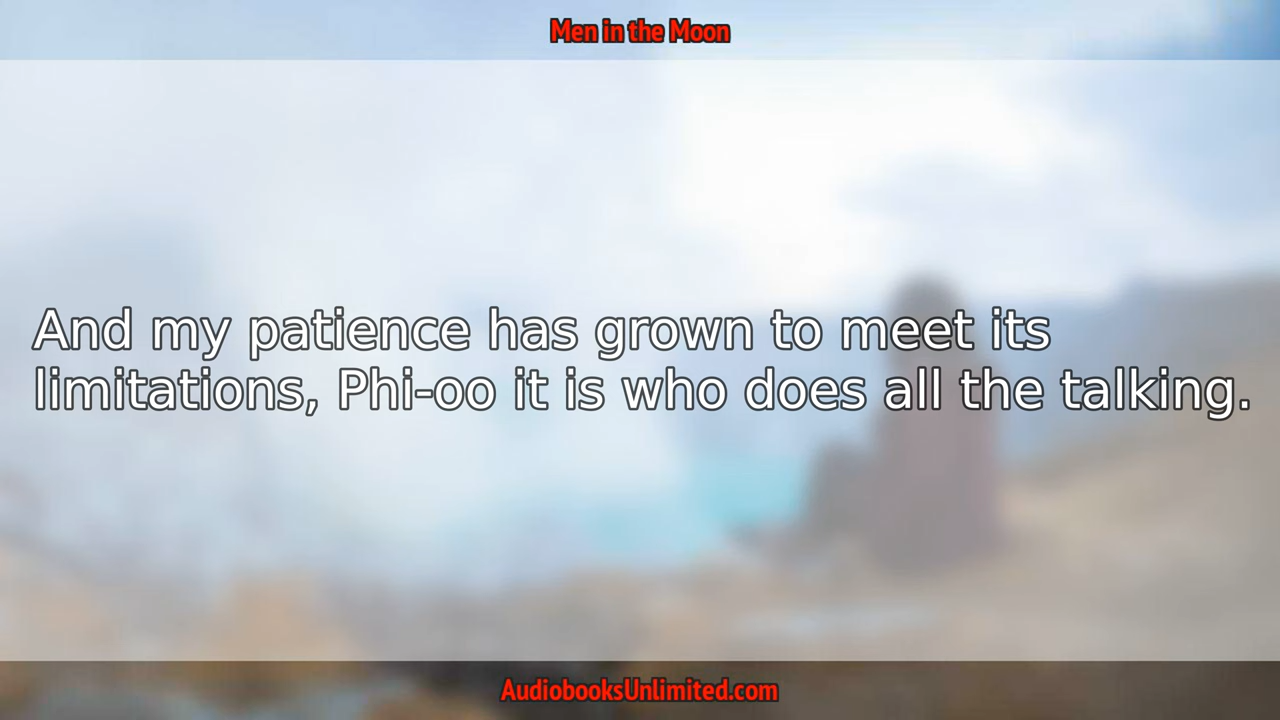 Men in the Moon
And my patience has grown to meet its
limitations, Phi-oo it is who does all the talking.
AudiobooksUnlimited.com